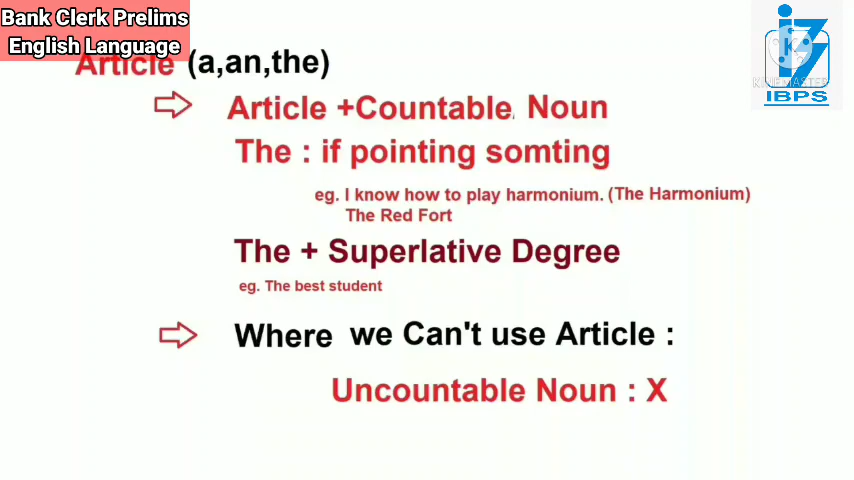 Bank Clerk Prelims
English Language
Article (a,an,the)
Article +Countable Noun
The : if pointing somting
eg. I know how to play harmonium. (The Harmonium)
The Red Fort
The + Superlative Degree
eg. The best student
Where we Can't use Article :
Uncountable Noun : X
K
KINEMASTER
IBPS